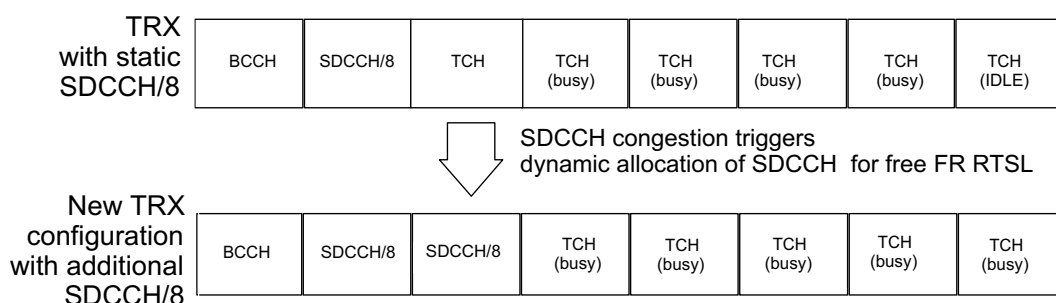 TRX
with static
SDCCH/8
BCCH
SDCCH/8
TCH
TCH
(busy)
TCH
(busy)
TCH
(busy)
TCH
(busy)
TCH
(IDLE)
SDCCH congestion triggers
dynamic allocation of SDCCH for free FR RTSL
New TRX
configuration
with additional
SDCCH/8
BCCH
SDCCH/8
SDCCH/8
TCH
(busy)
TCH
(busy)
TCH
(busy)
TCH
(busy)
TCH
(busy)